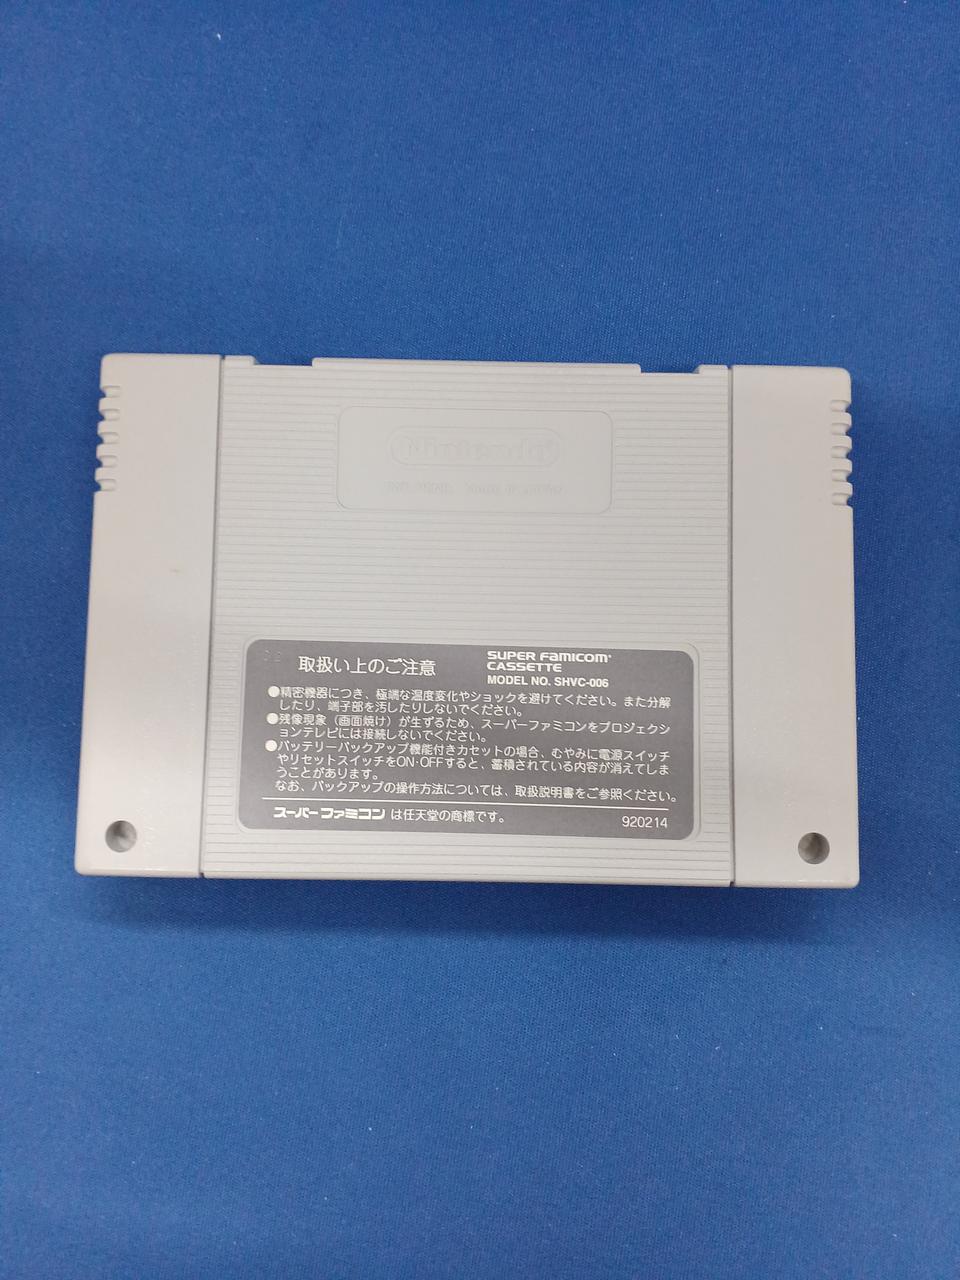 Nintendo
MADE IN JAPAN
取扱い上のご注意
SUPER FAMICOM
CASSETTE
MODEL NO. SHVC-006
●精密機器につき、極端な温度変化やショックを避けてください。また分解
したり、端子部を汚したりしないでください。
●残像現象（画面焼け）が生ずるため、スーパーファミコンをプロジェクシ
ョンテレビには接続しないでください。
●バッテリーバックアップ機能付きカセットの場合、むやみに電源スイッチ
やリセットスイッチをON·OFFすると、蓄積されている内容が消えてしま
うことがあります。
なお、バックアップの操作方法については、取扱説明書をご参照ください。
スーパーファミコン は任天堂の商標です。
920214